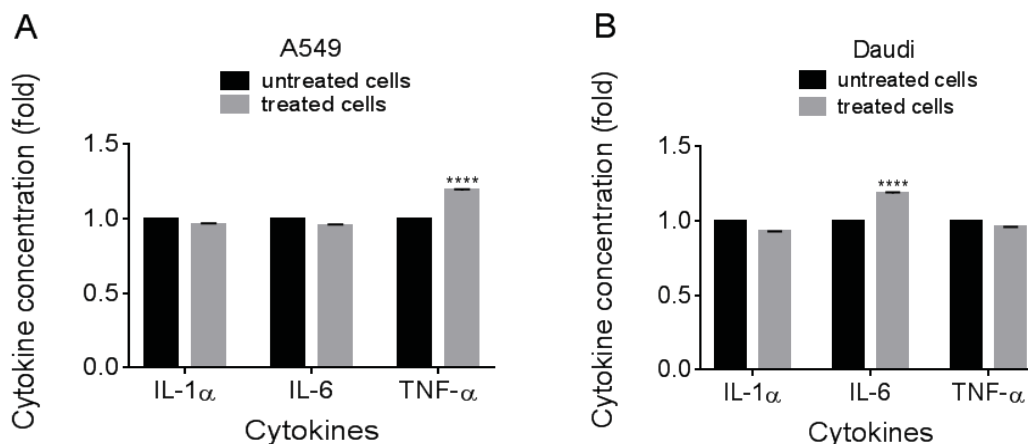 A
A549
untreated cells
treated cells
Cytokine concentration (fold)
1.5
1.0
0.5
0.0
****
IL-1α
IL-6
TNF-α
Cytokines
B
Daudi
untreated cells
treated cells
Cytokine concentration (fold)
1.5
1.0
0.5
0.0
****
IL-1α
IL-6
TNF-α
Cytokines